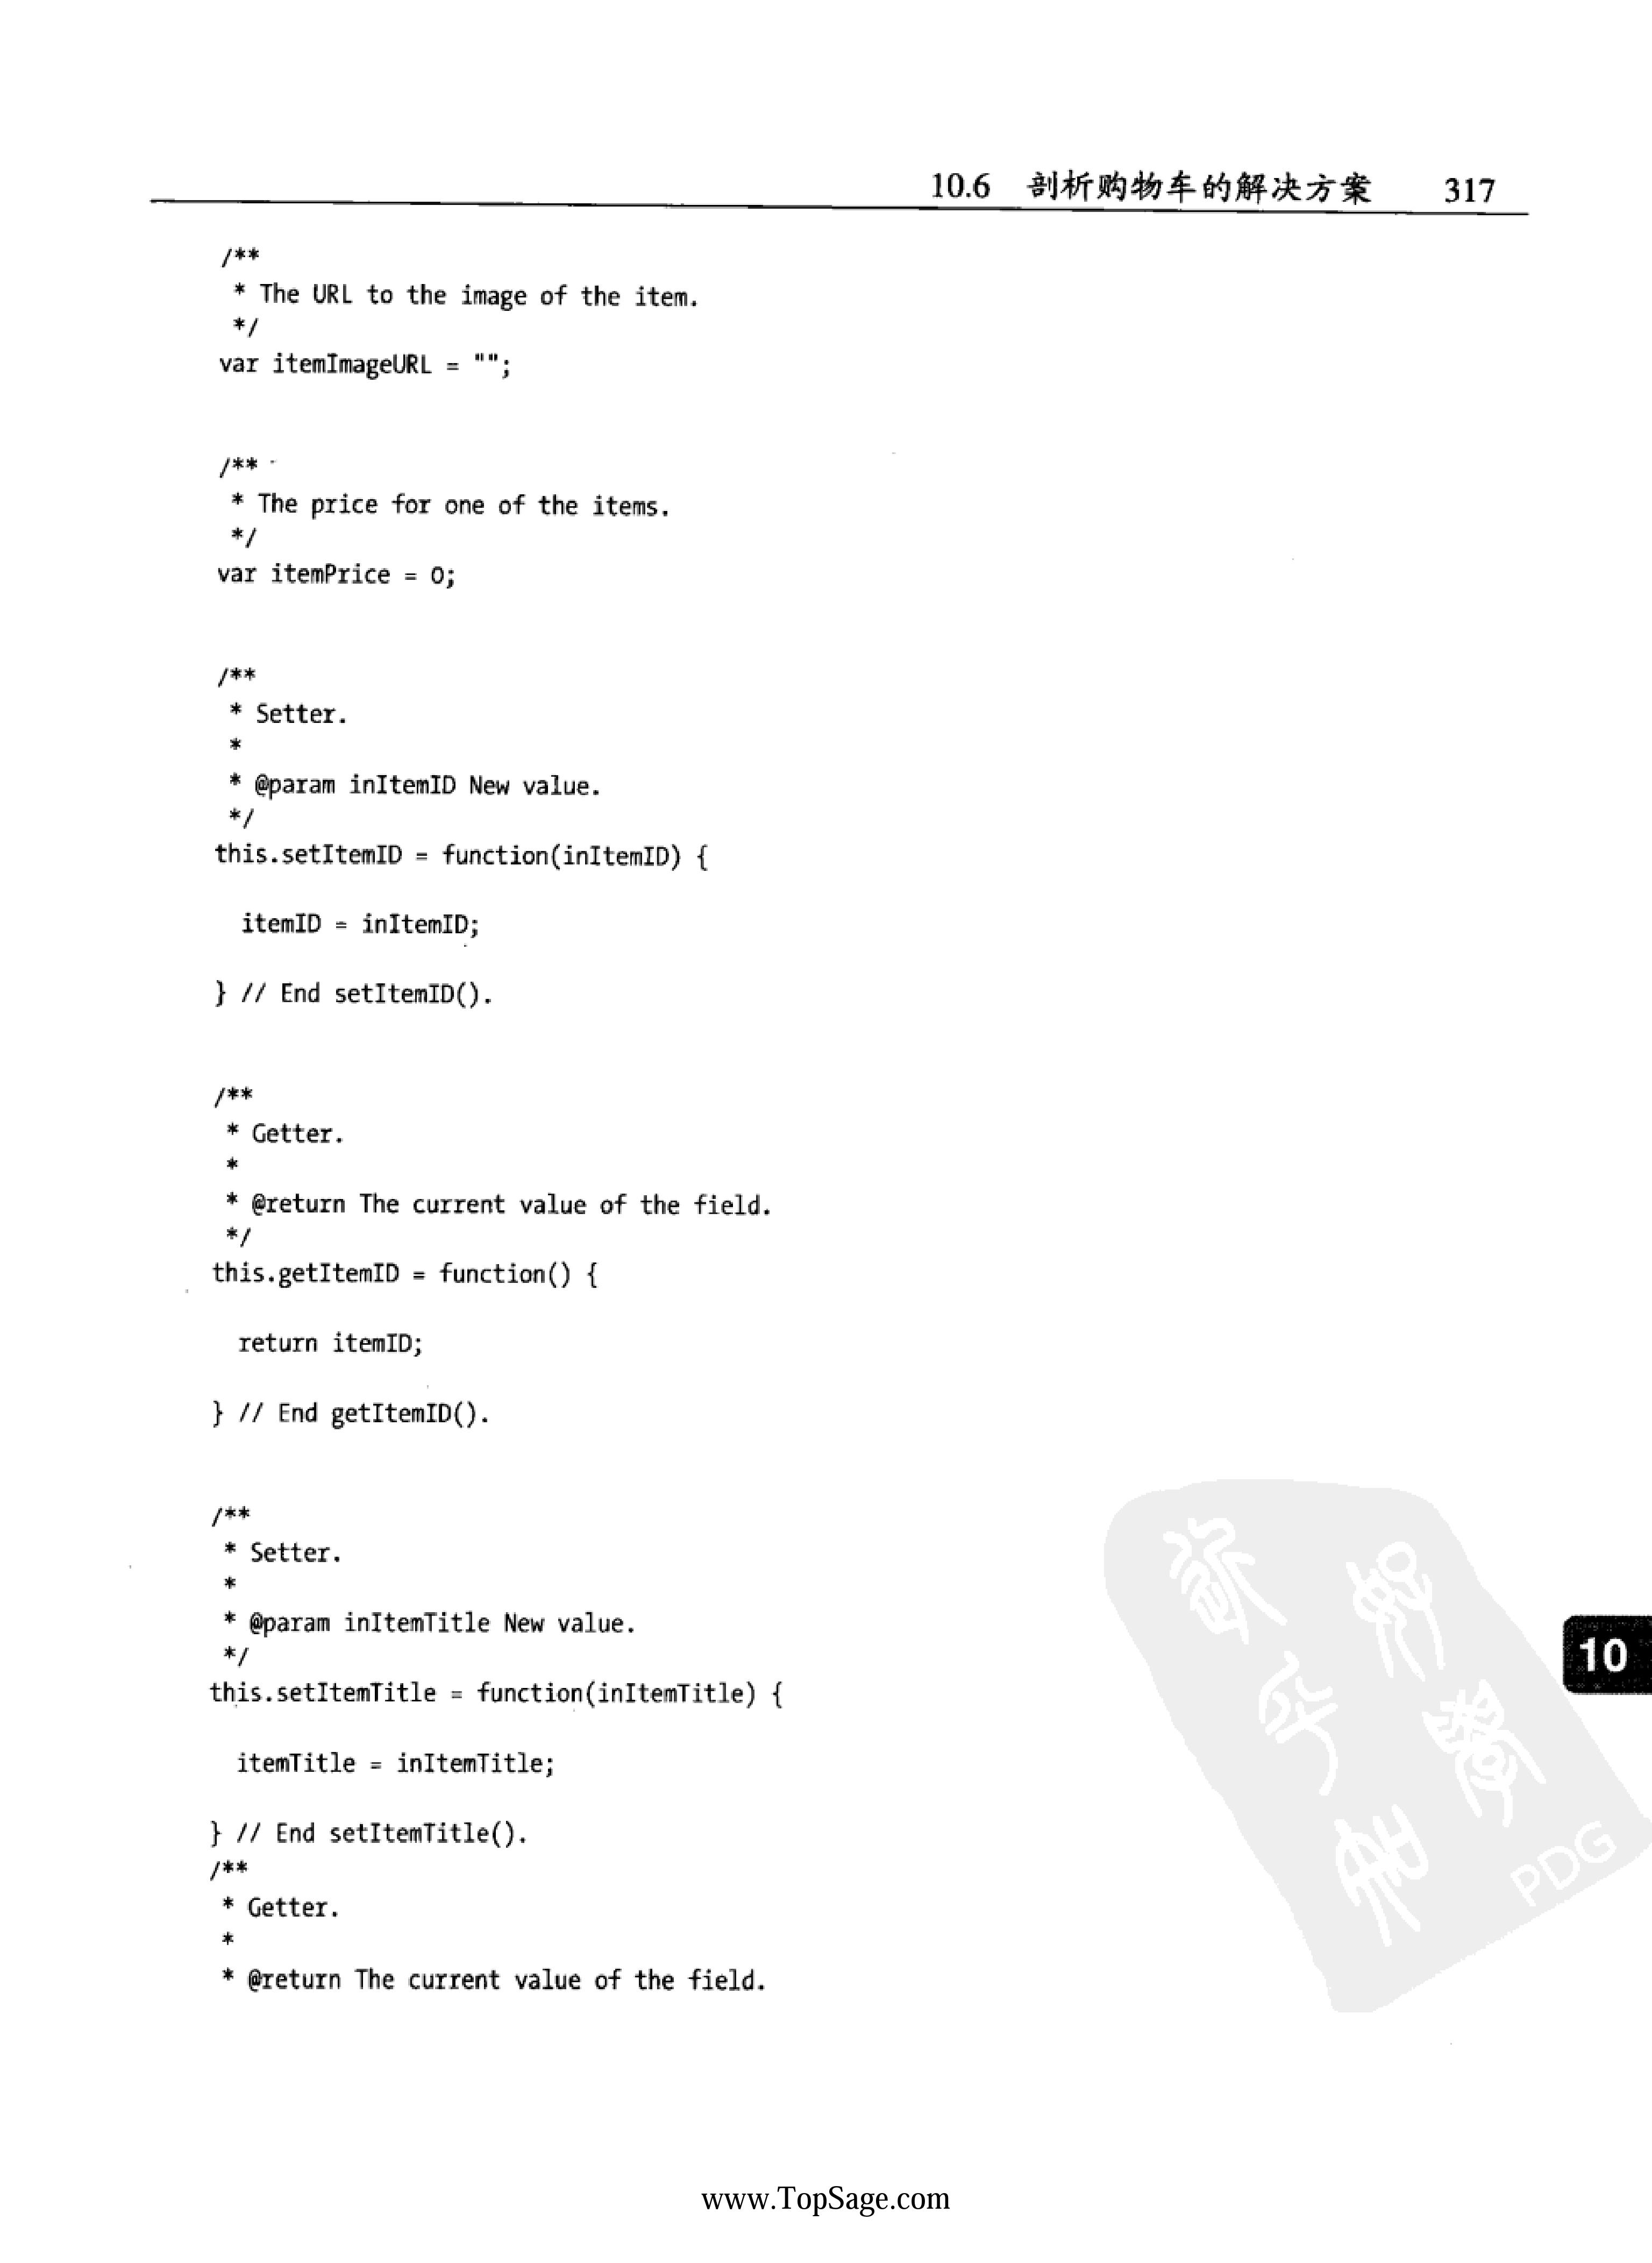 10.6 剖析购物车的解决方案 317
/**
 * The URL to the image of the item.
 */
var itemImageURL = "";
/**
 * The price for one of the items.
 */
var itemPrice = 0;
/**
 * Setter.
 *
 * @param inItemID New value.
 */
this.setItemID = function(inItemID) {
  itemID = inItemID;
} // End setItemID().
/**
 * Getter.
 *
 * @return The current value of the field.
 */
this.getItemID = function() {
  return itemID;
} // End getItemID().
/**
 * Setter.
 *
 * @param inItemTitle New value.
 */
this.setItemTitle = function(inItemTitle) {
  itemTitle = inItemTitle;
} // End setItemTitle().
/**
 * Getter.
 *
 * @return The current value of the field.
10
PDG
www.TopSage.com